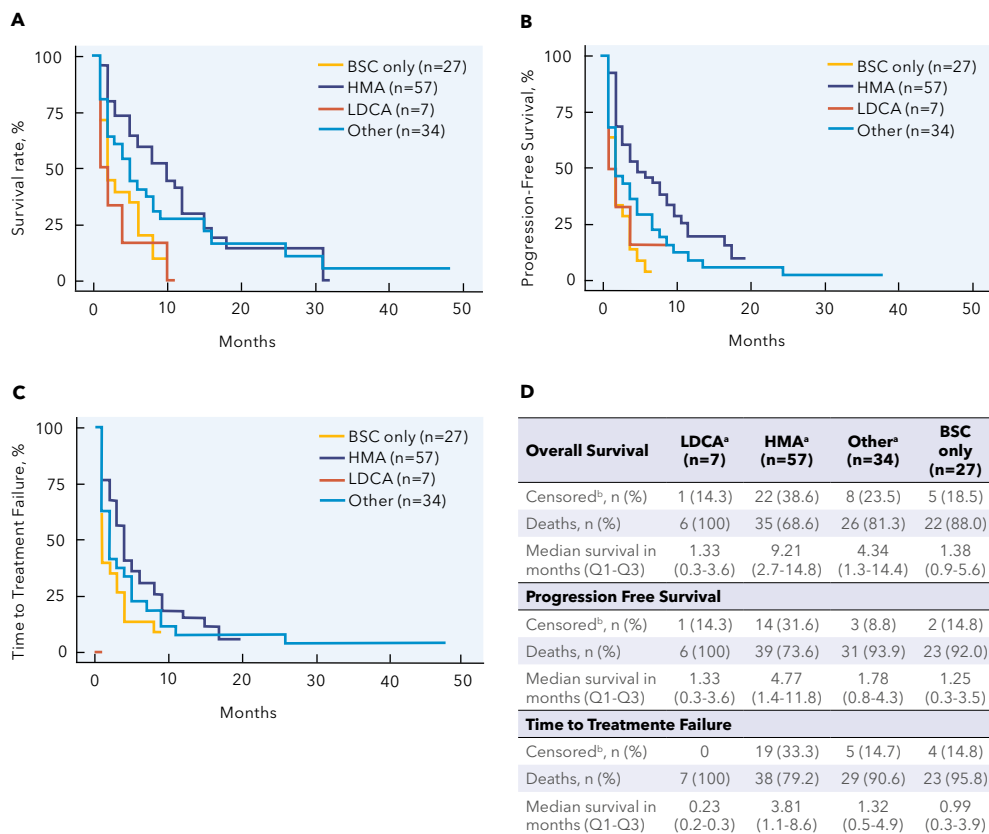 A
Survival rate, %
100
75
50
25
0
BSC only (n=27)
HMA (n=57)
LDCA (n=7)
Other (n=34)
0 10 20 30 40 50
Months
B
Progression-Free Survival, %
100
75
50
25
0
BSC only (n=27)
HMA (n=57)
LDCA (n=7)
Other (n=34)
0 10 20 30 40 50
Months
C
Time to Treatment Failure, %
100
75
50
25
0
BSC only (n=27)
HMA (n=57)
LDCA (n=7)
Other (n=34)
0 10 20 30 40 50
Months
D
Overall Survival LDCAᵃ (n=7) HMAᵃ (n=57) Otherᵃ (n=34) BSC only (n=27)
Censoredᵇ, n (%) 1 (14.3) 22 (38.6) 8 (23.5) 5 (18.5)
Deaths, n (%) 6 (100) 35 (68.6) 26 (81.3) 22 (88.0)
Median survival in months (Q1-Q3) 1.33 (0.3-3.6) 9.21 (2.7-14.8) 4.34 (1.3-14.4) 1.38 (0.9-5.6)
Progression Free Survival
Censoredᵇ, n (%) 1 (14.3) 14 (31.6) 3 (8.8) 2 (14.8)
Deaths, n (%) 6 (100) 39 (73.6) 31 (93.9) 23 (92.0)
Median survival in months (Q1-Q3) 1.33 (0.3-3.6) 4.77 (1.4-11.8) 1.78 (0.8-4.3) 1.25 (0.3-3.5)
Time to Treatmente Failure
Censoredᵇ, n (%) 0 19 (33.3) 5 (14.7) 4 (14.8)
Deaths, n (%) 7 (100) 38 (79.2) 29 (90.6) 23 (95.8)
Median survival in months (Q1-Q3) 0.23 (0.2-0.3) 3.81 (1.1-8.6) 1.32 (0.5-4.9) 0.99 (0.3-3.9)